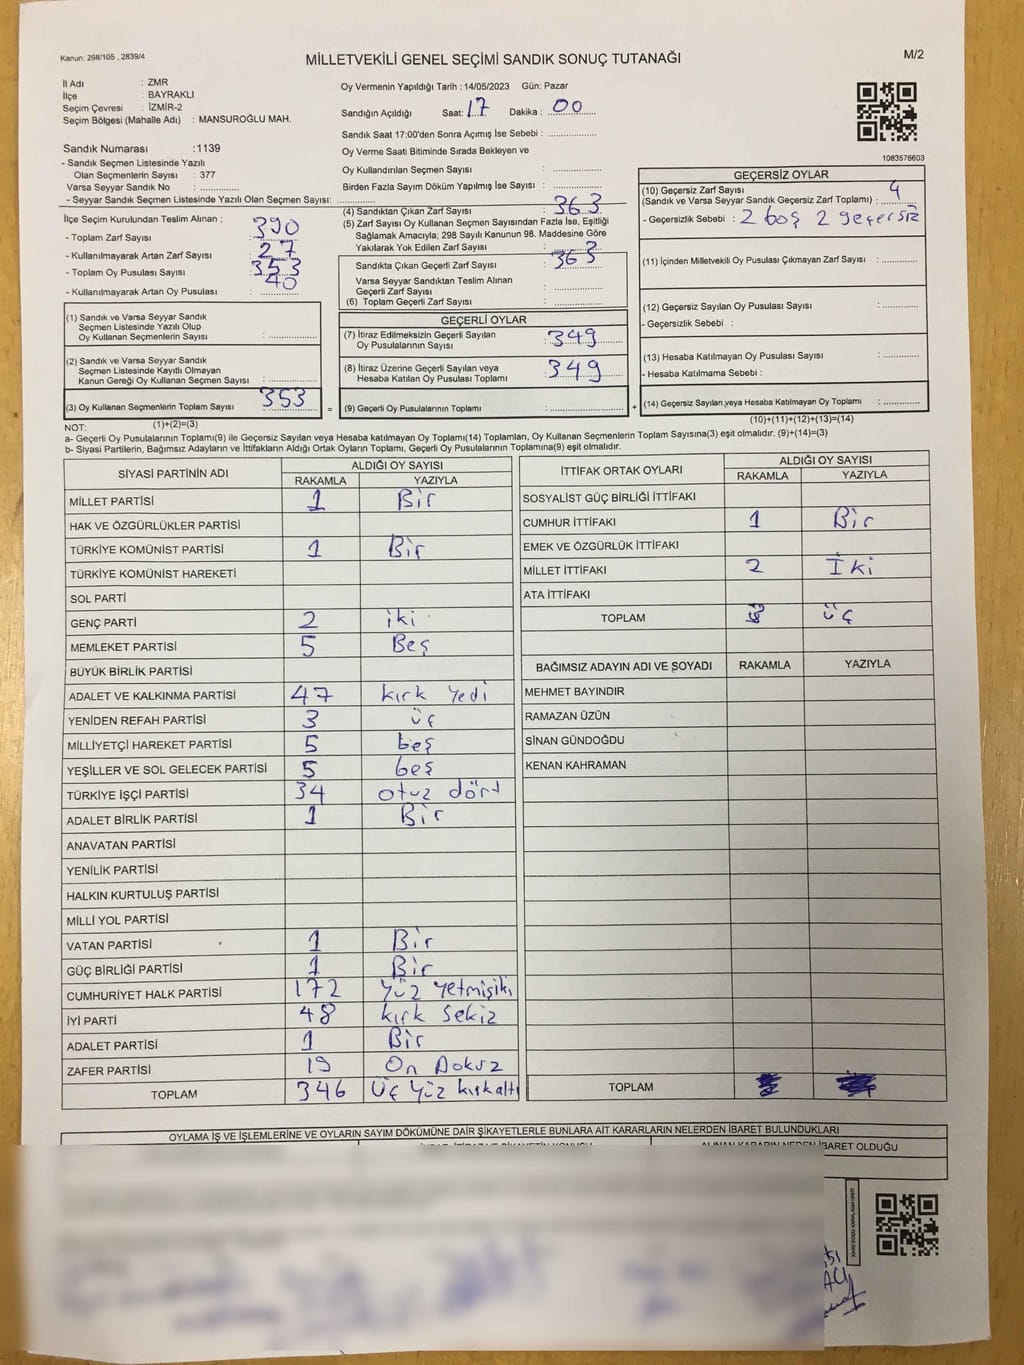 Kanun: 298/105 , 2839/4
MİLLETVEKİLİ GENEL SEÇİMİ SANDIK SONUÇ TUTANAĞI
M/2
İl Adı : ZMR
İlçe : BAYRAKLI
Seçim Çevresi : İZMİR-2
Seçim Bölgesi (Mahalle Adı) : MANSUROĞLU MAH.
Sandık Numarası :1139
- Sandık Seçmen Listesinde Yazılı
Olan Seçmenlerin Sayısı : 377
Varsa Seyyar Sandık No : ............
- Seyyar Sandık Seçmen Listesinde Yazılı Olan Seçmen Sayısı: ............
Oy Vermenin Yapıldığı Tarih : 14/05/2023 Gün: Pazar
Sandığın Açıldığı Saat: 17 Dakika : 00
Sandık Saat 17:00'den Sonra Açımış İse Sebebi : ............
Oy Verme Saati Bitiminde Sırada Bekleyen ve
Oy Kullandırılan Seçmen Sayısı : ............
Birden Fazla Sayım Döküm Yapılmış İse Sayısı : ............
1083576603
İlçe Seçim Kurulundan Teslim Alınan ;
- Toplam Zarf Sayısı : 390
- Kullanılmayarak Artan Zarf Sayısı : 27
- Toplam Oy Pusulası Sayısı : 353
- Kullanılmayarak Artan Oy Pusulası : 40
(1) Sandık ve Varsa Seyyar Sandık
Seçmen Listesinde Yazılı Olup
Oy Kullanan Seçmenlerin Sayısı : ............
(2) Sandık ve Varsa Seyyar Sandık
Seçmen Listesinde Kayıtlı Olmayan
Kanun Gereği Oy Kullanan Seçmen Sayısı : ............
(3) Oy Kullanan Seçmenlerin Toplam Sayısı : 353
(1)+(2)=(3)
(4) Sandıktan Çıkan Zarf Sayısı : 363
(5) Zarf Sayısı Oy Kullanan Seçmen Sayısından Fazla İse, Eşitliği
Sağlamak Amacıyla; 298 Sayılı Kanunun 98. Maddesine Göre
Yakılarak Yok Edilen Zarf Sayısı : 363
Sandıkta Çıkan Geçerli Zarf Sayısı
Varsa Seyyar Sandıktan Teslim Alınan
Geçerli Zarf Sayısı : ............
(6) Toplam Geçerli Zarf Sayısı : ............
GEÇERLİ OYLAR
(7) İtiraz Edilmeksizin Geçerli Sayılan
Oy Pusulalarının Sayısı : 349
(8) İtiraz Üzerine Geçerli Sayılan veya
Hesaba Katılan Oy Pusulası Toplamı : 349
= (9) Geçerli Oy Pusulalarının Toplamı : ............
GEÇERSİZ OYLAR
(10) Geçersiz Zarf Sayısı
(Sandık ve Varsa Seyyar Sandık Geçersiz Zarf Toplamı) : 4
- Geçersizlik Sebebi : 2 boş 2 geçersiz
(11) İçinden Milletvekili Oy Pusulası Çıkmayan Zarf Sayısı : ............
(12) Geçersiz Sayılan Oy Pusulası Sayısı : ............
- Geçersizlik Sebebi :
(13) Hesaba Katılmayan Oy Pusulası Sayısı : ............
- Hesaba Katılmama Sebebi :
+ (14) Geçersiz Sayılan veya Hesaba Katılmayan Oy Toplamı : ............
(10)+(11)+(12)+(13)=(14)
NOT:
a- Geçerli Oy Pusulalarının Toplamı(9) ile Geçersiz Sayılan veya Hesaba katılmayan Oy Toplamı(14) Toplamları, Oy Kullanan Seçmenlerin Toplam Sayısına(3) eşit olmalıdır. (9)+(14)=(3)
b- Siyasi Partilerin, Bağımsız Adayların ve İttifakların Aldığı Ortak Oyların Toplamı, Geçerli Oy Pusulalarının Toplamına(9) eşit olmalıdır.
SİYASİ PARTİNİN ADI ALDIĞI OY SAYISI
RAKAMLA YAZIYLA
MİLLET PARTİSİ 1 Bir
HAK VE ÖZGÜRLÜKLER PARTİSİ
TÜRKİYE KOMÜNİST PARTİSİ 1 Bir
TÜRKİYE KOMÜNİST HAREKETİ
SOL PARTİ
GENÇ PARTİ 2 iki
MEMLEKET PARTİSİ 5 Beş
BÜYÜK BİRLİK PARTİSİ
ADALET VE KALKINMA PARTİSİ 47 kırk yedi
YENİDEN REFAH PARTİSİ 3 üç
MİLLİYETÇİ HAREKET PARTİSİ 5 beş
YEŞİLLER VE SOL GELECEK PARTİSİ 5 beş
TÜRKİYE İŞÇİ PARTİSİ 34 otuz dört
ADALET BİRLİK PARTİSİ 1 Bir
ANAVATAN PARTİSİ
YENİLİK PARTİSİ
HALKIN KURTULUŞ PARTİSİ
MİLLİ YOL PARTİSİ
VATAN PARTİSİ 1 Bir
GÜÇ BİRLİĞİ PARTİSİ 1 Bir
CUMHURİYET HALK PARTİSİ 172 Yüz Yetmişiki
İYİ PARTİ 48 kırk sekiz
ADALET PARTİSİ 1 Bir
ZAFER PARTİSİ 19 On Dokuz
TOPLAM 346 Üç Yüz kırkaltı
İTTİFAK ORTAK OYLARI ALDIĞI OY SAYISI
RAKAMLA YAZIYLA
SOSYALİST GÜÇ BİRLİĞİ İTTİFAKI
CUMHUR İTTİFAKI 1 Bir
EMEK VE ÖZGÜRLÜK İTTİFAKI
MİLLET İTTİFAKI 2 İki
ATA İTTİFAKI
TOPLAM üç
BAĞIMSIZ ADAYIN ADI VE ŞOYADI RAKAMLA YAZIYLA
MEHMET BAYINDIR
RAMAZAN ÜZÜN
SİNAN GÜNDOĞDU
KENAN KAHRAMAN
TOPLAM
OYLAMA İŞ VE İŞLEMLERİNE VE OYLARIN SAYIM DÖKÜMÜNE DAİR ŞİKAYETLERLE BUNLARA AİT KARARLARIN NELERDEN İBARET BULUNDUKLARI
ALINAN KARARIN NEDEN İBARET OLDUĞU